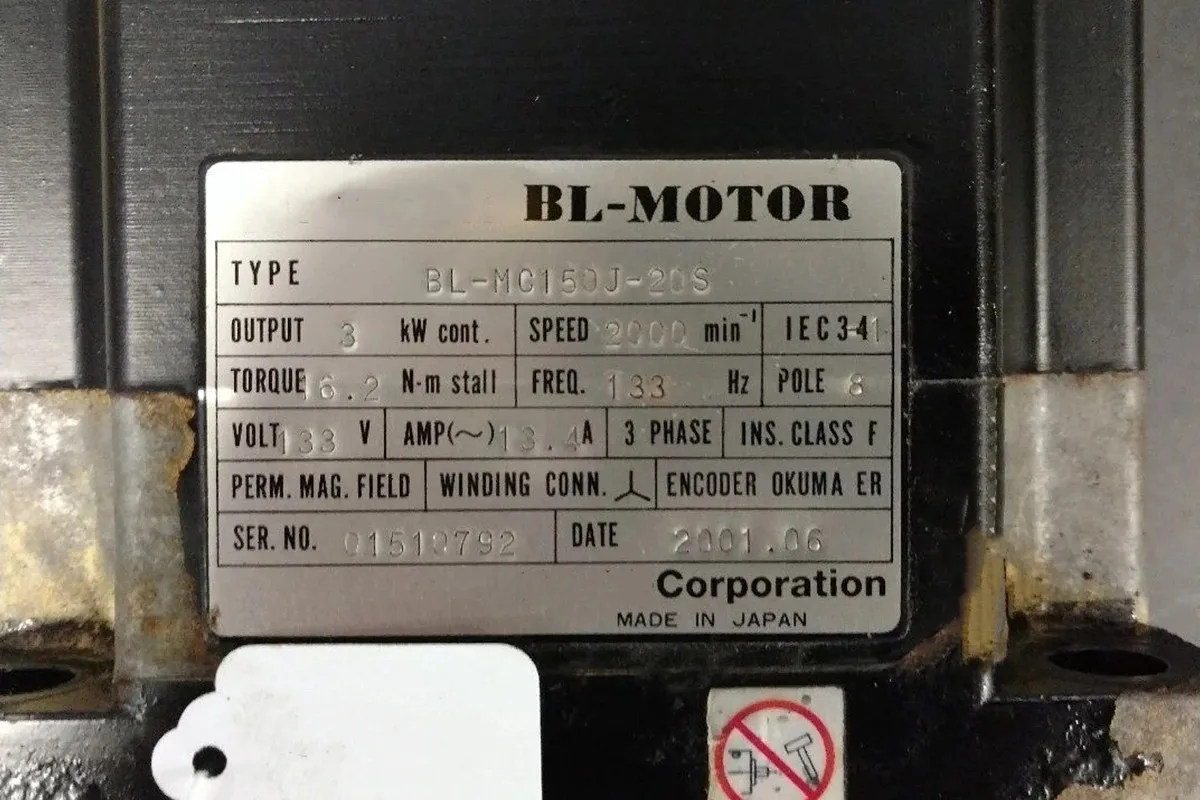 BL-MOTOR
TYPE BL-MC150J-20S
OUTPUT 3 kW cont. SPEED 2000 min⁻¹ IEC34-1
TORQUE 16.2 N·m stall FREQ. 133 Hz POLE 8
VOLT 133 V AMP(~) 13.4 A 3 PHASE INS. CLASS F
PERM. MAG. FIELD WINDING CONN. ENCODER OKUMA ER
SER. NO. 01510792 DATE 2001.06
Corporation
MADE IN JAPAN